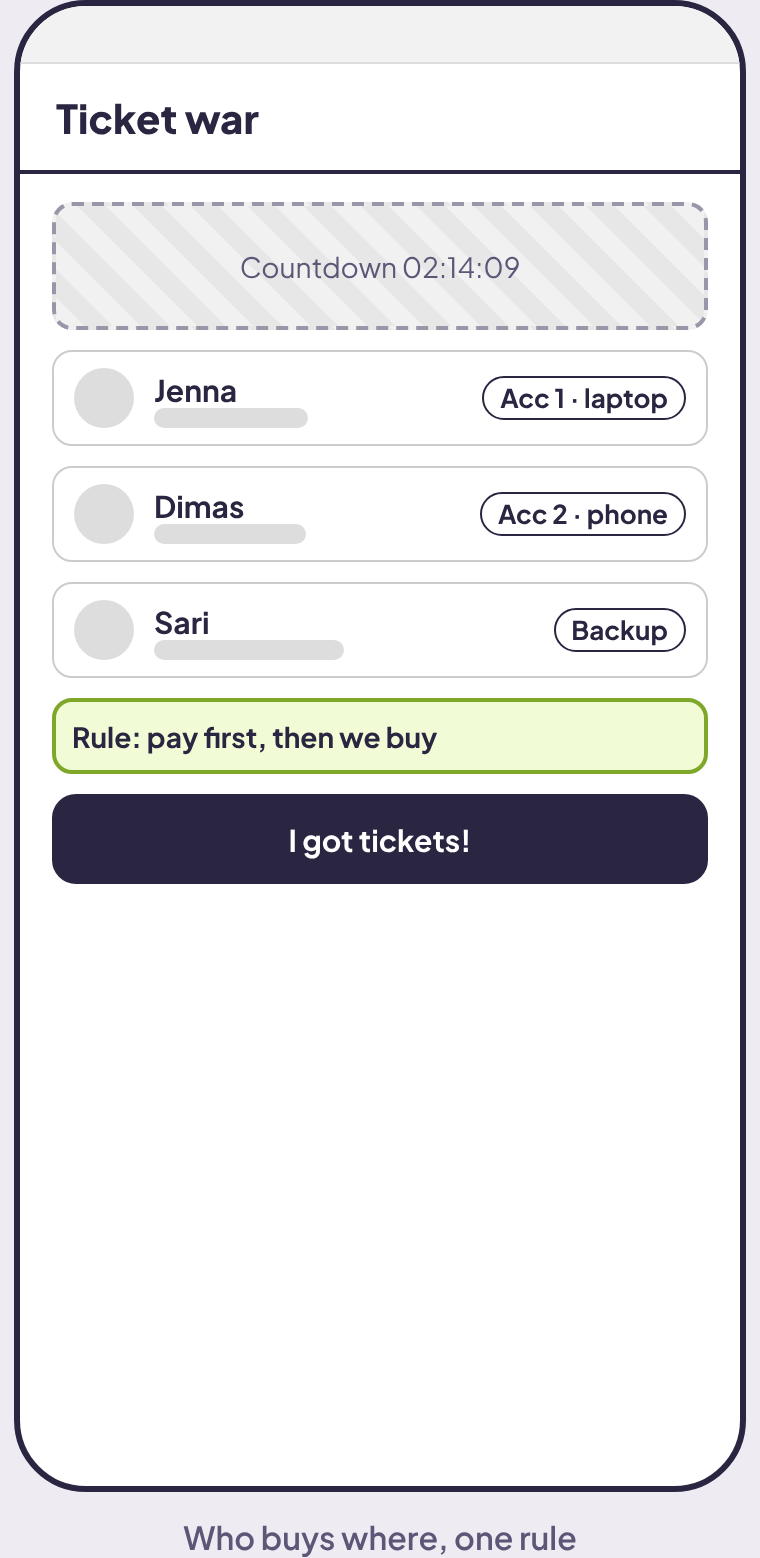 Ticket war
Countdown 02:14:09
Jenna
Acc 1 · laptop
Dimas
Acc 2 · phone
Sari
Backup
Rule: pay first, then we buy
I got tickets!
Who buys where, one rule